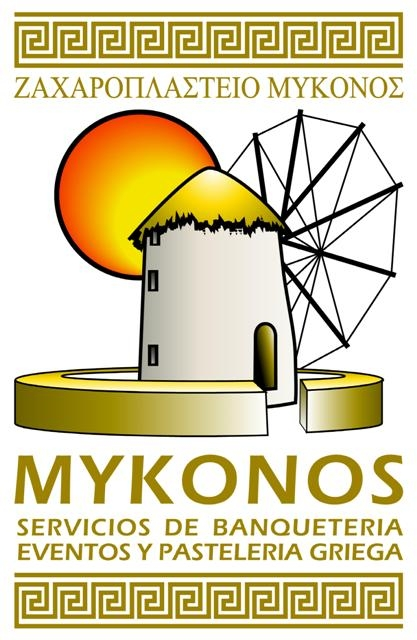 ΖΑΧΑΡΟΠΛΑΣΤΕΙΟ ΜΥΚΟΝΟΣ
MYKONOS
SERVICIOS DE BANQUETERIA
EVENTOS Y PASTELERIA GRIEGA